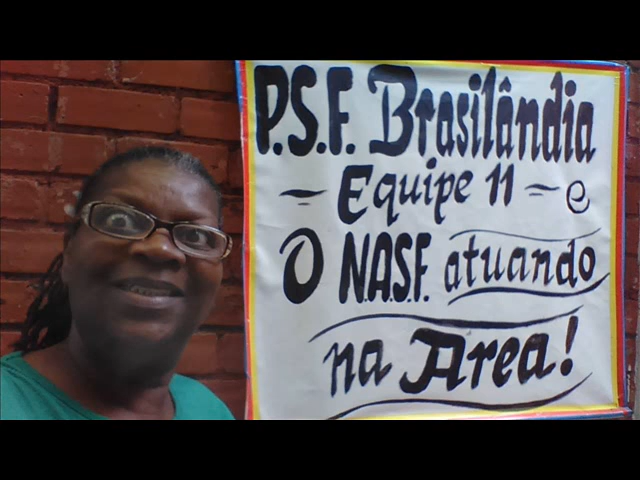 P.S.F. Brasilândia
- Equipe 11 - e
O N.A.S.F. atuando
na Area!